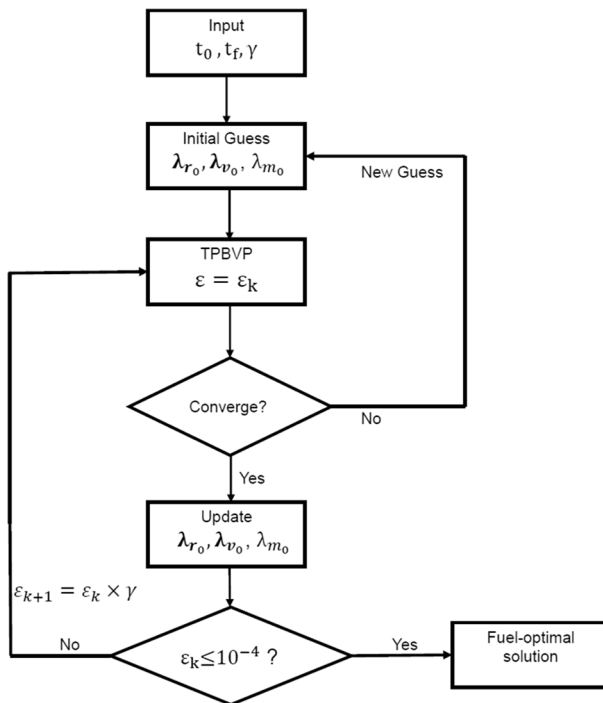 Input
t₀ , t_f, γ
Initial Guess
λ_r₀, λ_v₀, λ_m₀
New Guess
TPBVP
ε = ε_k
Converge?
No
Yes
Update
λ_r₀, λ_v₀, λ_m₀
ε_{k+1} = ε_k × γ
No
ε_k≤10⁻⁴ ?
Yes
Fuel-optimal
solution